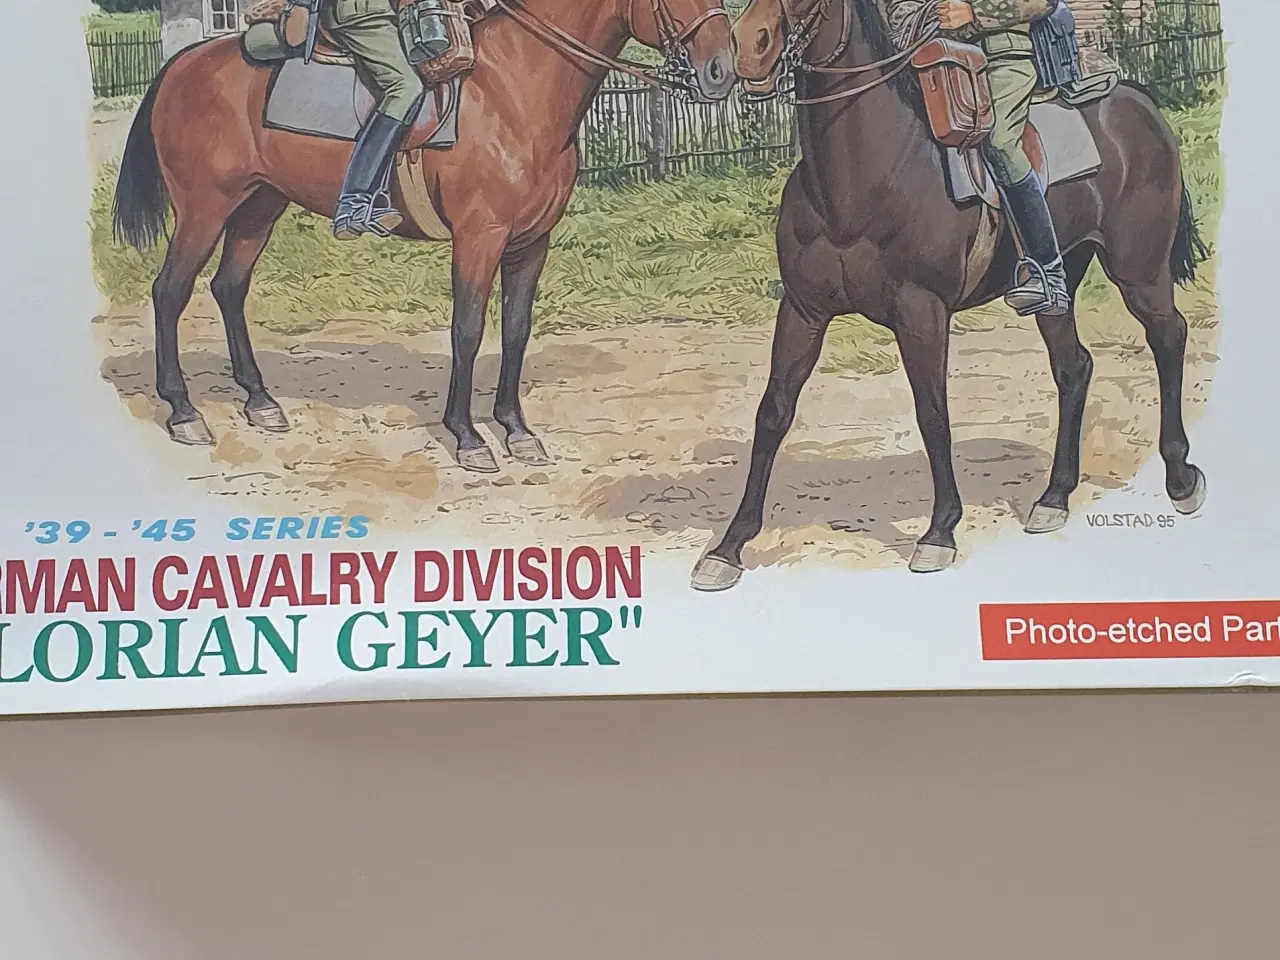 VOLSTAD 95
'39 - '45 SERIES
RMAN CAVALRY DIVISION
LORIAN GEYER"
Photo-etched Part